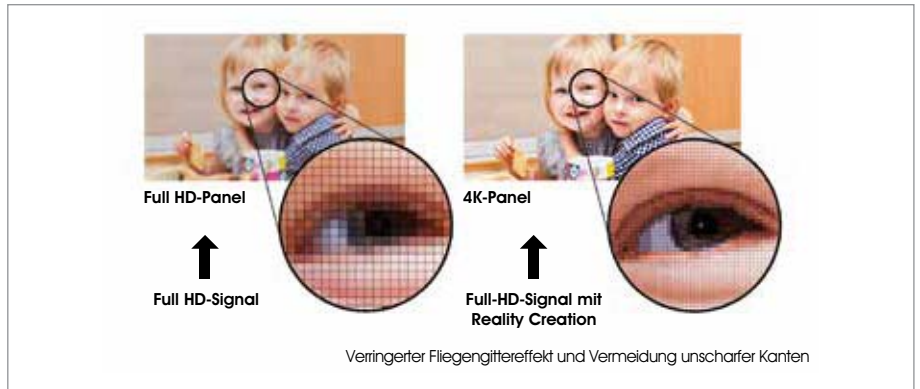 Full HD-Panel
4K-Panel
Full HD-Signal
Full-HD-Signal mit
Reality Creation
Verringerter Fliegengittereffekt und Vermeidung unscharfer Kanten